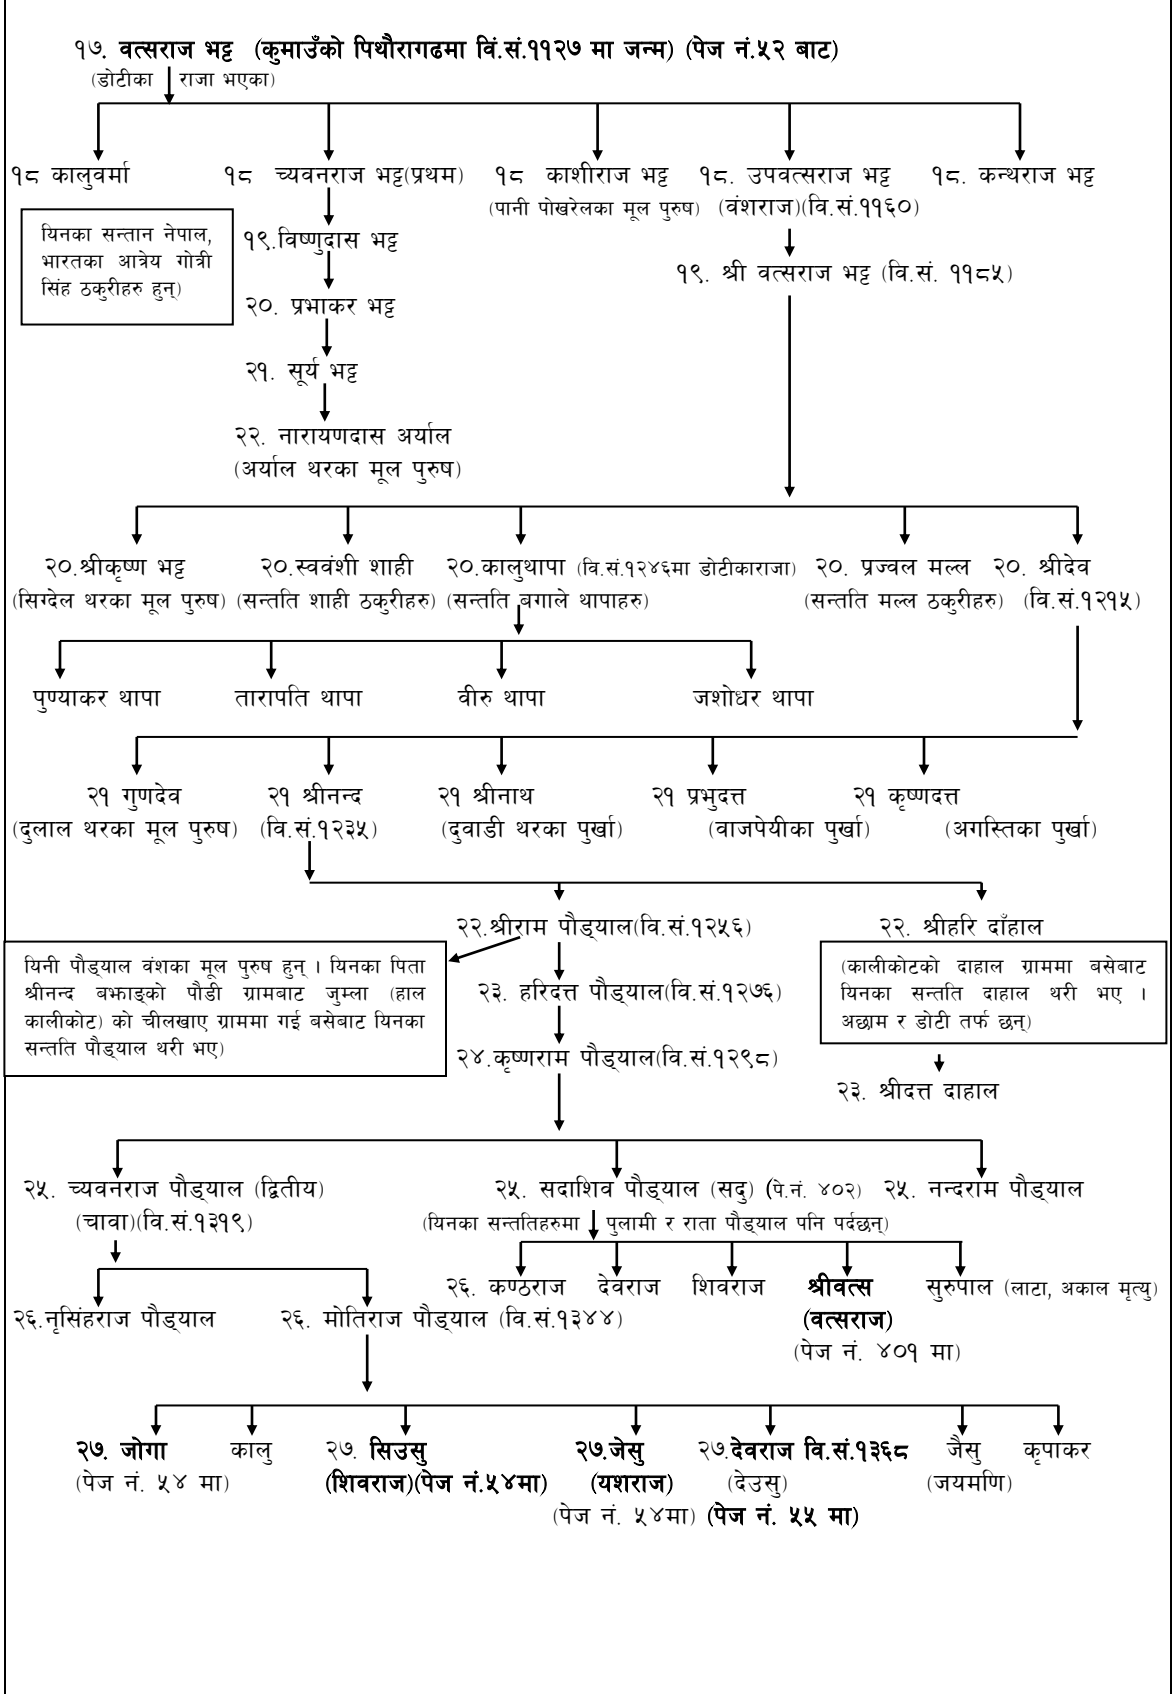 १७. वत्सराज भट्ट (कुमाउँको पिथौरागढमा विं.सं.११२७ मा जन्म) (पेज नं.५२ बाट)
(डोटीका राजा भएका)
१८ कालुवर्मा १८ च्यवनराज भट्ट(प्रथम) १८ काशीराज भट्ट १८. उपवत्सराज भट्ट १८. कन्थराज भट्ट
(पानी पोखरेलका मूल पुरुष) (वंशराज)(वि.सं.११६०)
यिनका सन्तान नेपाल,
भारतका आत्रेय गोत्री
सिंह ठकुरीहरु हुन्)
१९.विष्णुदास भट्ट
१९. श्री वत्सराज भट्ट (वि.सं. ११८५)
२०. प्रभाकर भट्ट
२१. सूर्य भट्ट
२२. नारायणदास अर्याल
(अर्याल थरका मूल पुरुष)
२०.श्रीकृष्ण भट्ट २०.स्ववंशी शाही २०.कालुथापा (वि.सं.१२४६मा डोटीकाराजा) २०. प्रज्वल मल्ल २०. श्रीदेव
(सिग्देल थरका मूल पुरुष) (सन्तति शाही ठकुरीहरु) (सन्तति बगाले थापाहरु) (सन्तति मल्ल ठकुरीहरु) (वि.सं.१२१५)
पुण्याकर थापा तारापति थापा वीरु थापा जशोधर थापा
२१ गुणदेव २१ श्रीनन्द २१ श्रीनाथ २१ प्रभुदत्त २१ कृष्णदत्त
(दुलाल थरका मूल पुरुष) (वि.सं.१२३५) (दुवाडी थरका पुर्खा) (वाजपेयीका पुर्खा) (अगस्तिका पुर्खा)
२२.श्रीराम पौड्याल(वि.सं.१२५६) २२. श्रीहरि दाँहाल
यिनी पौड्याल वंशका मूल पुरुष हुन् । यिनका पिता
श्रीनन्द बझाङ्को पौडी ग्रामबाट जुम्ला (हाल
कालीकोट) को चीलखाए ग्राममा गई बसेबाट यिनका
सन्तति पौड्याल थरी भए)
(कालीकोटको दाहाल ग्राममा बसेबाट
यिनका सन्तति दाहाल थरी भए ।
अछाम र डोटी तर्फ छन्)
२३. हरिदत्त पौड्याल(वि.सं.१२७६)
२४.कृष्णराम पौड्याल(वि.सं.१२९८)
२३. श्रीदत्त दाहाल
२५. च्यवनराज पौड्याल (द्वितीय) २५. सदाशिव पौड्याल (सदु) (पे.नं. ४०२) २५. नन्दराम पौड्याल
(चावा)(वि.सं.१३१९) (यिनका सन्ततिहरुमा पुलामी र राता पौड्याल पनि पर्दछन्)
२६. कण्ठराज देवराज शिवराज श्रीवत्स सुरुपाल (लाटा, अकाल मृत्यु)
२६.नृसिंहराज पौड्याल २६. मोतिराज पौड्याल (वि.सं.१३४४) (वत्सराज)
(पेज नं. ४०१ मा)
२७. जोगा कालु २७. सिउसु २७.जेसु २७.देवराज वि.सं.१३६८ जैसु कृपाकर
(पेज नं. ५४ मा) (शिवराज)(पेज नं.५४मा) (यशराज) (देउसु) (जयमणि)
(पेज नं. ५४मा) (पेज नं. ५५ मा)